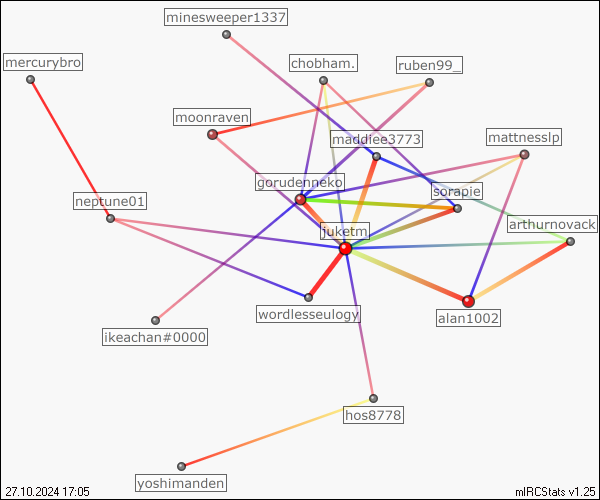 minesweeper1337
mercurybro
chobham.
ruben99_
moonraven
maddiee3773
mattnesslp
gorudenneko
sorapie
neptune01
arthurnovack
juketm
wordlesseulogy
alan1002
ikeachan#0000
hos8778
yoshimanden
27.10.2024 17:05
mIRCStats v1.25